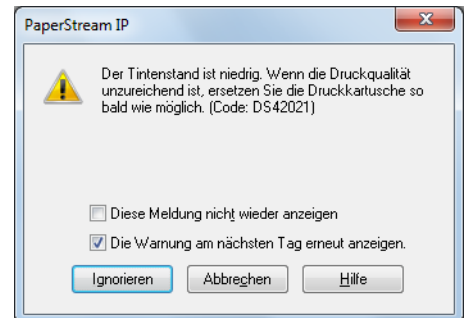 PaperStream IP
Der Tintenstand ist niedrig. Wenn die Druckqualität
unzureichend ist, ersetzen Sie die Druckkartusche so
bald wie möglich. (Code: DS42021)
Diese Meldung nicht wieder anzeigen
Die Warnung am nächsten Tag erneut anzeigen.
Ignorieren Abbrechen Hilfe